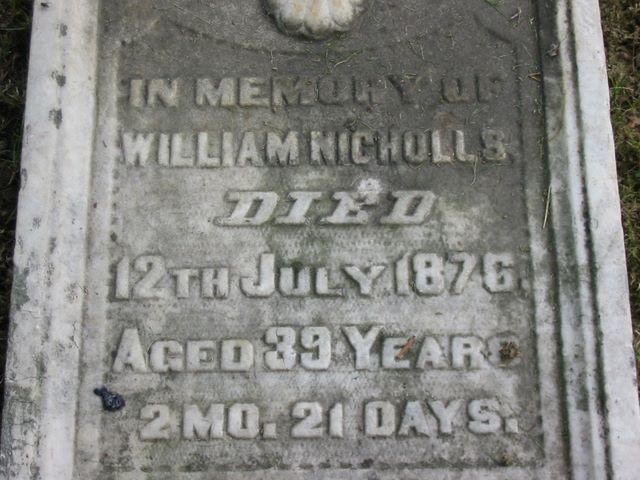 IN MEMORY OF
WILLIAM NICHOLLS
DIED
12TH JULY 1876.
AGED 39 YEARS
2 MO. 21 DAYS.